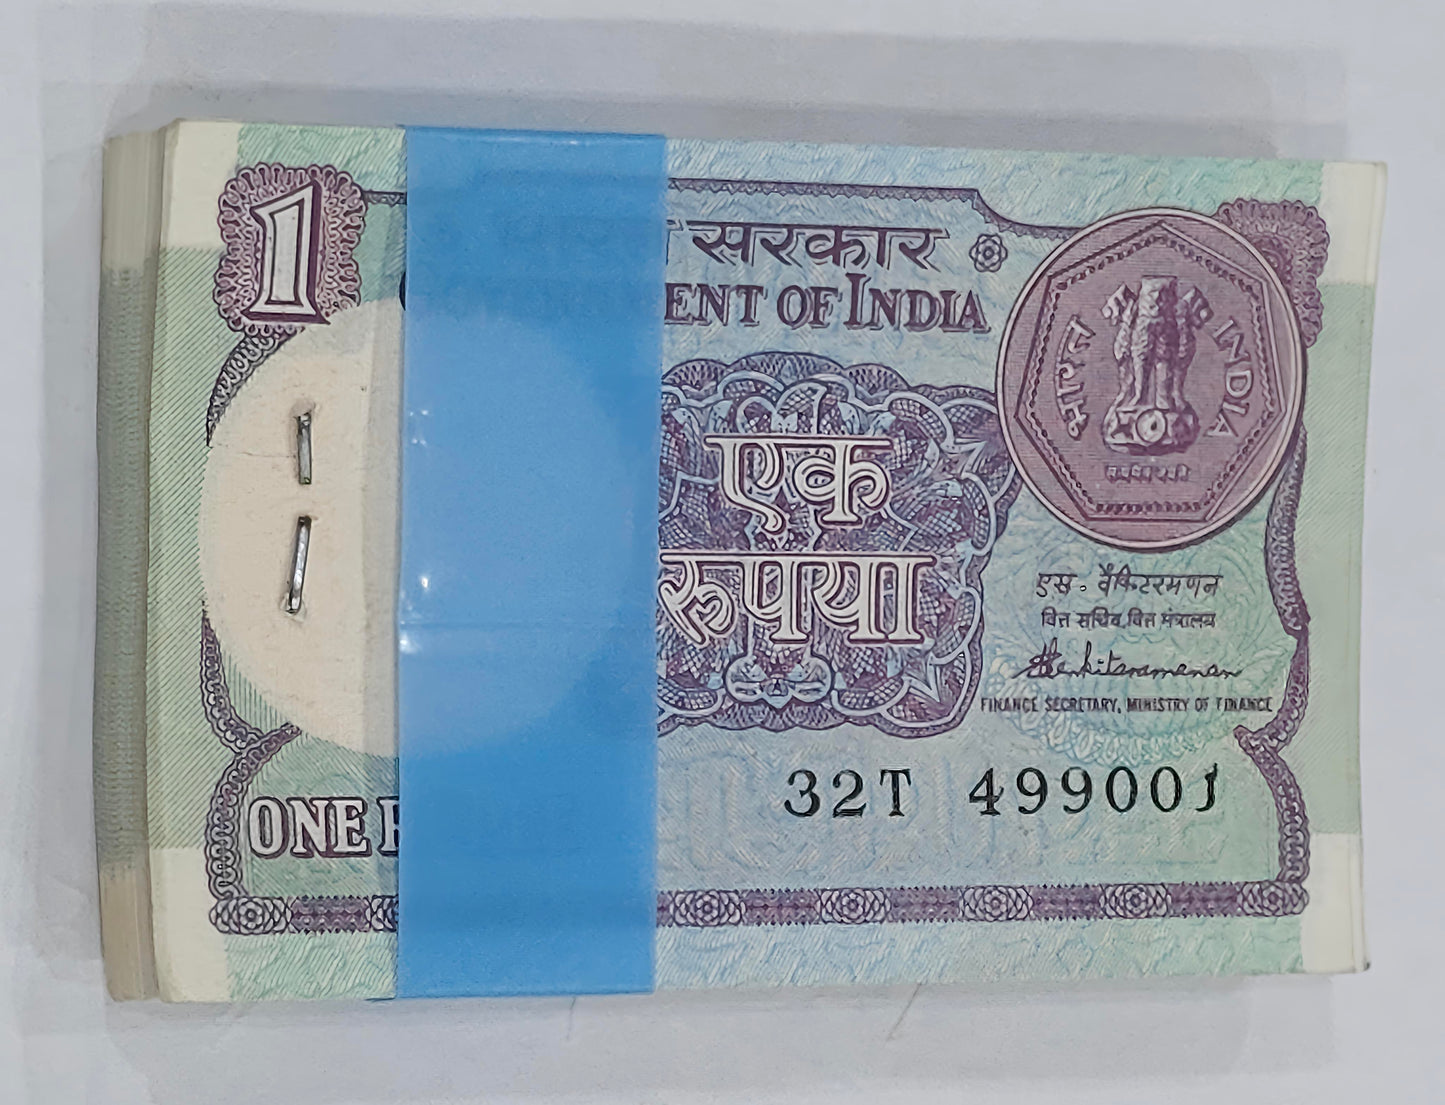 1
सरकार
ENT OF INDIA
भारत
INDIA
एक
रुपया
एस. वेंकिटरमणन
वित्त सचिव, वित्त मंत्रालय
FINANCE SECRETARY, MINISTRY OF FINANCE
32T 499001
ONE R